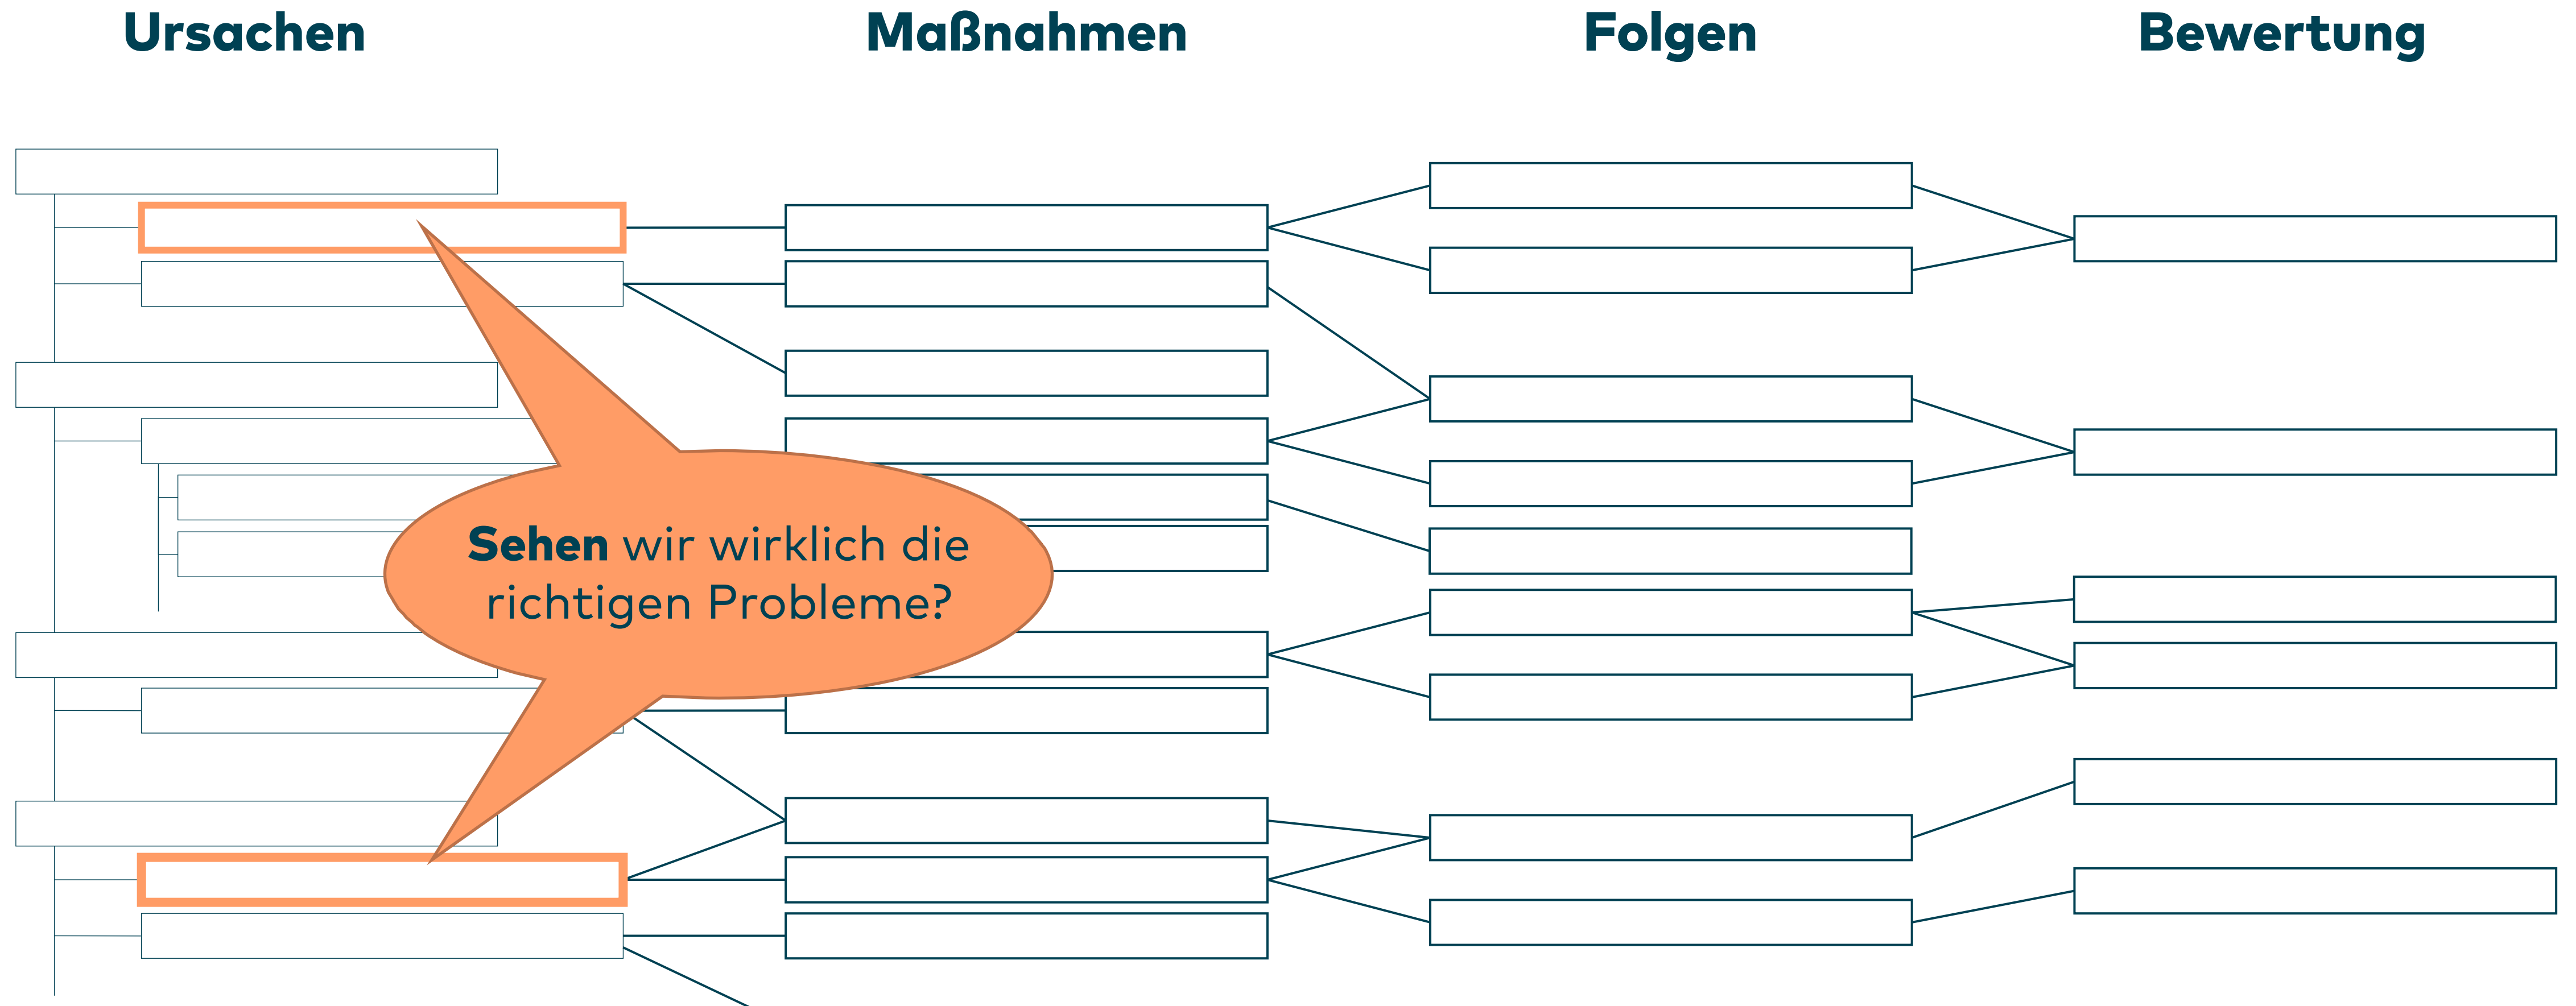 Ursachen
Maßnahmen
Folgen
Bewertung
Sehen wir wirklich die
richtigen Probleme?